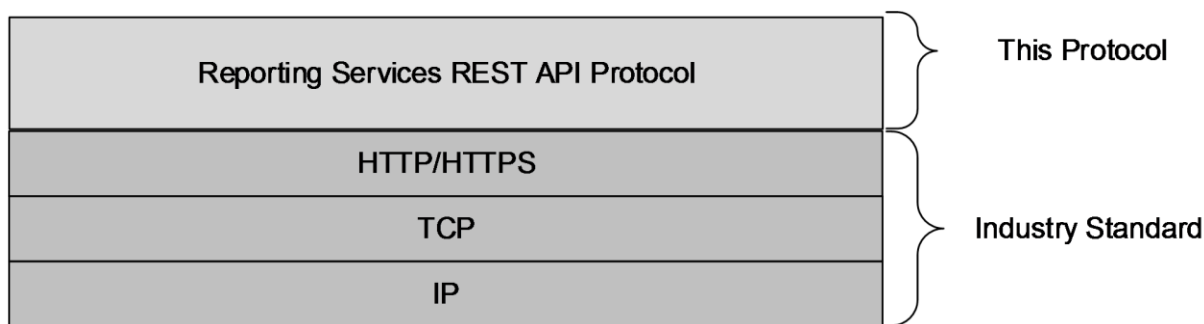 Reporting Services REST API Protocol
This Protocol
HTTP/HTTPS
TCP
Industry Standard
IP